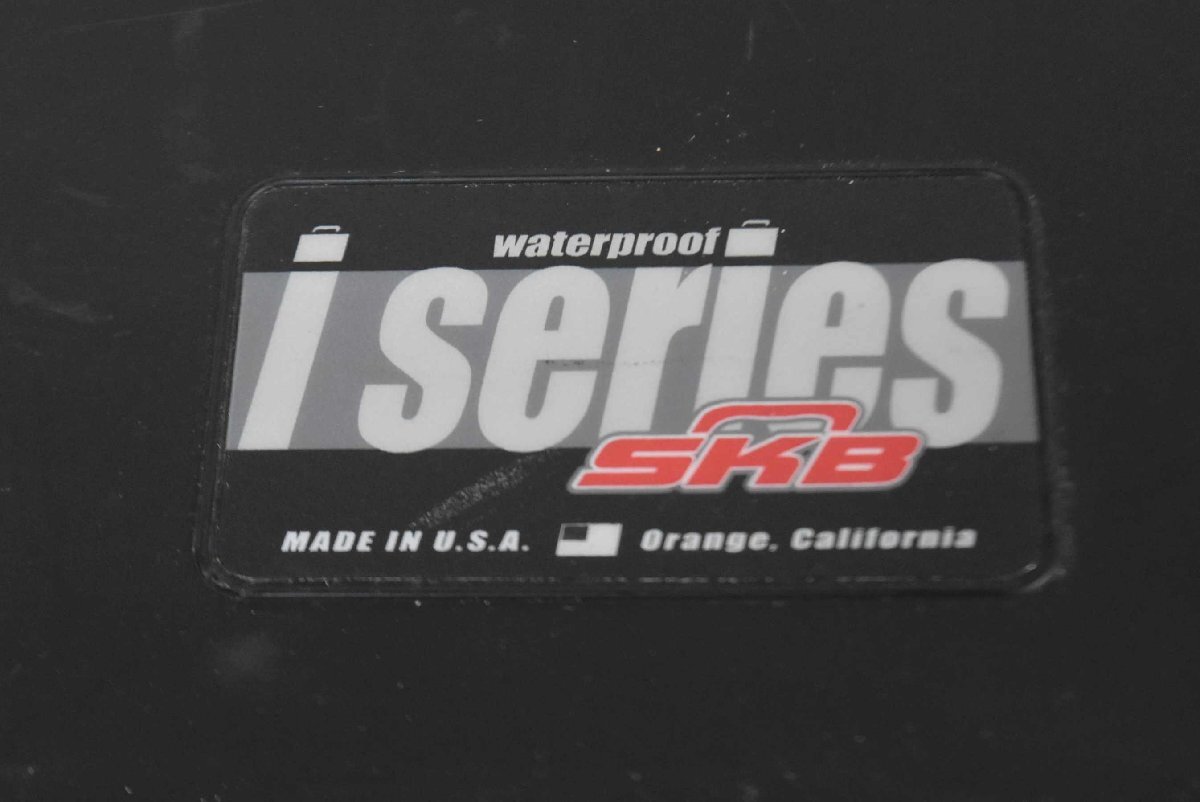 waterproof
i series
SKB
MADE IN U.S.A. Orange, California